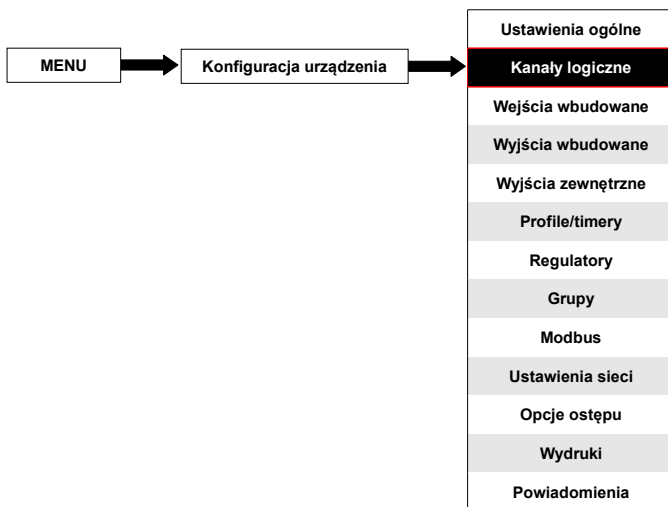 Ustawienia ogólne
MENU
Konfiguracja urządzenia
Kanały logiczne
Wejścia wbudowane
Wyjścia wbudowane
Wyjścia zewnętrzne
Profile/timery
Regulatory
Grupy
Modbus
Ustawienia sieci
Opcje ostępu
Wydruki
Powiadomienia